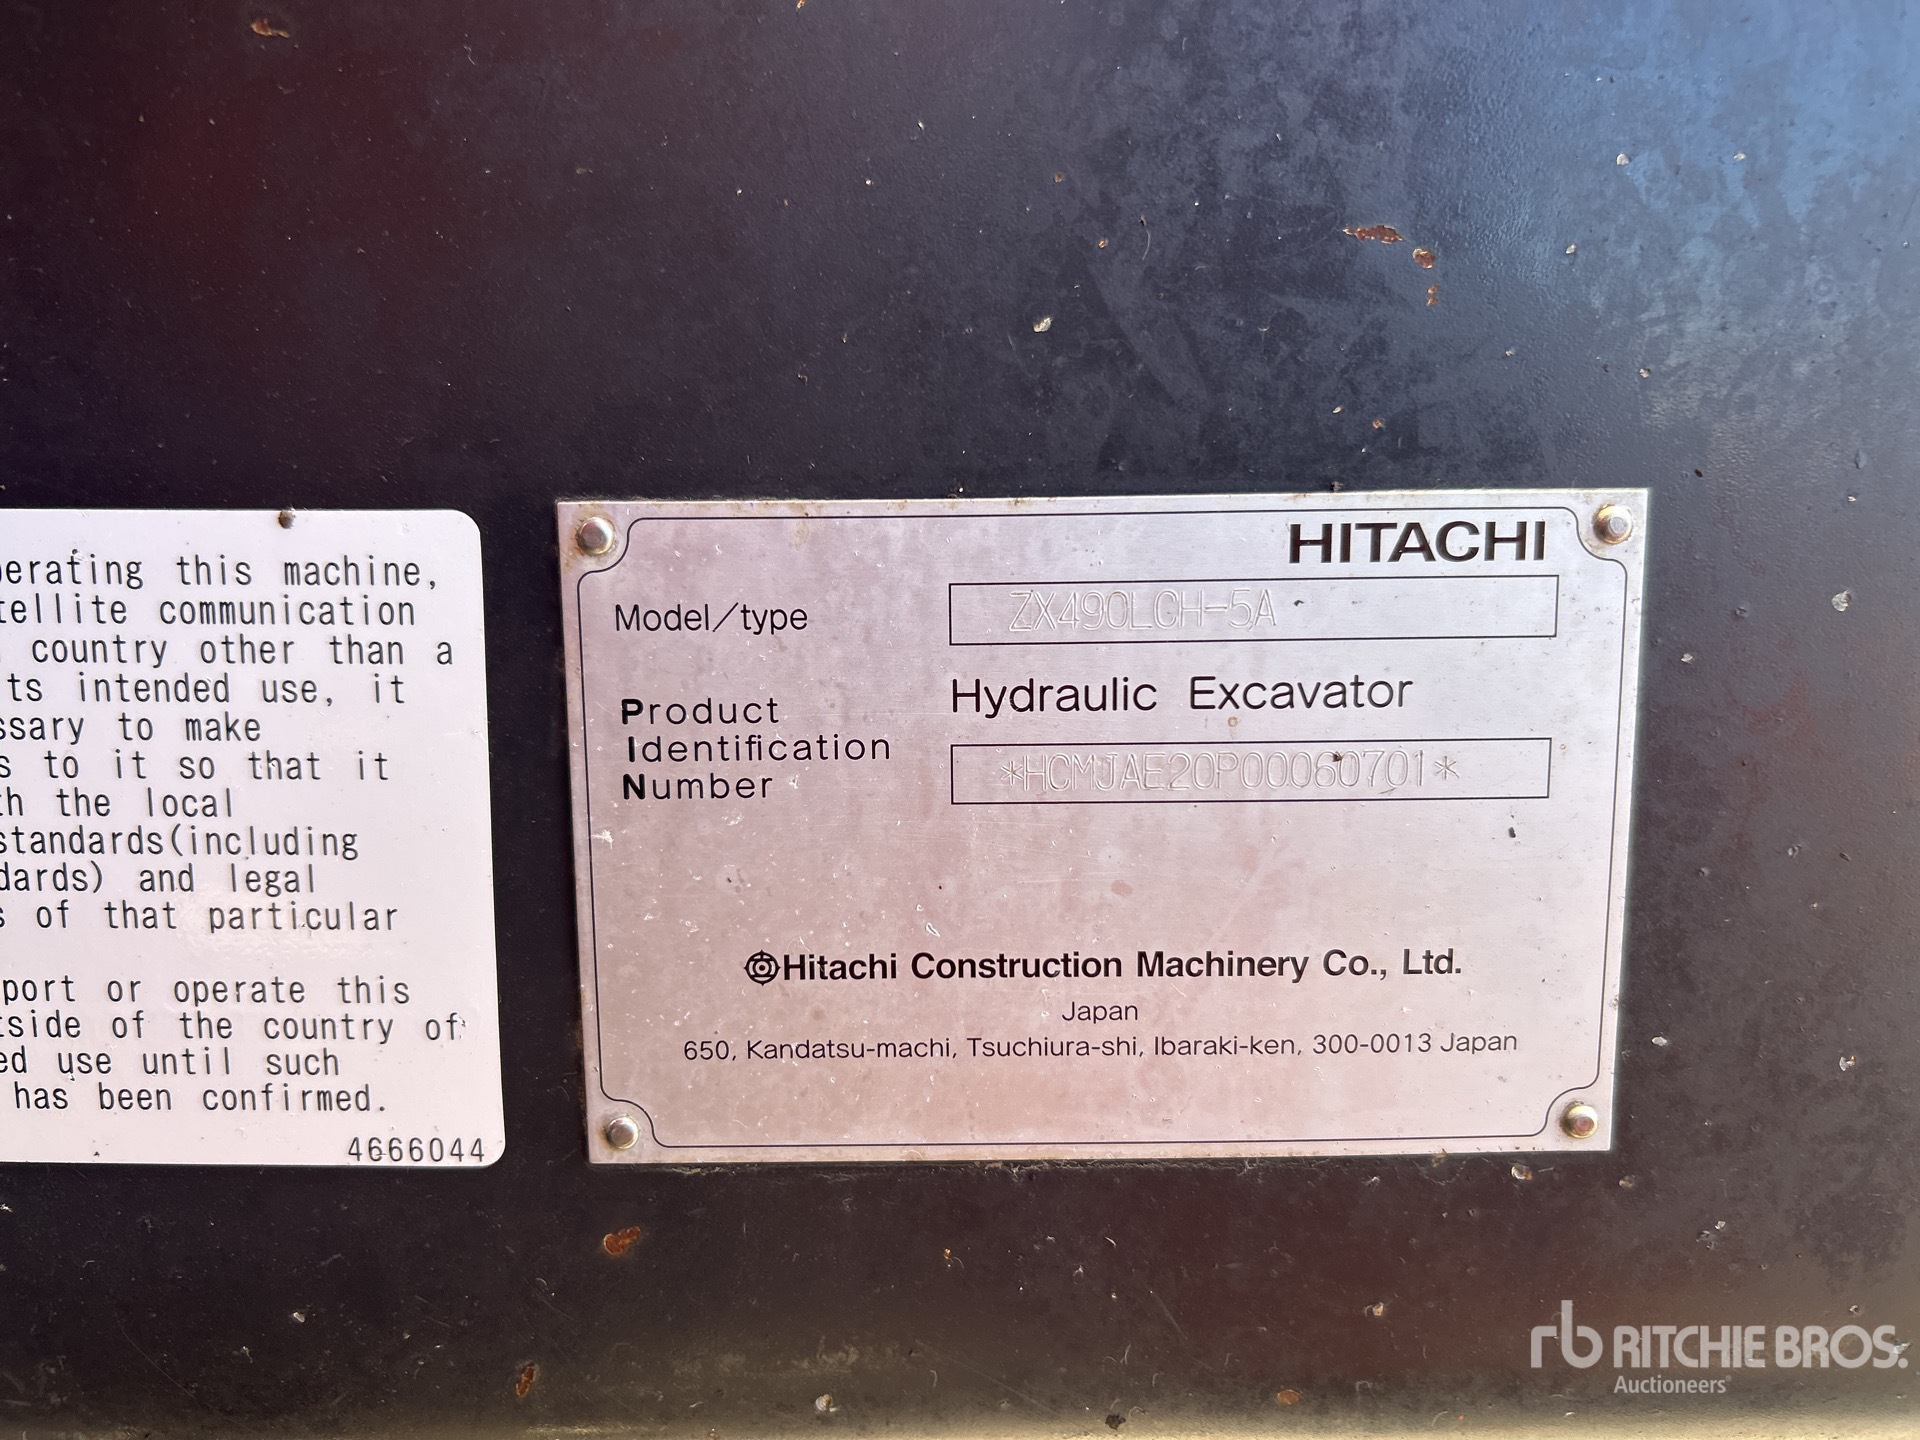 erating this machine,
tellite communication
country other than a
ts intended use, it
ssary to make
s to it so that it
th the local
standards(including
dards) and legal
s of that particular
port or operate this
tside of the country of
ed use until such
has been confirmed.
4666044
HITACHI
Model/type ZX490LCH-5A
Hydraulic Excavator
Product
Identification
Number *HCMJAE20P00060701*
Hitachi Construction Machinery Co., Ltd.
Japan
650, Kandatsu-machi, Tsuchiura-shi, Ibaraki-ken, 300-0013 Japan
rb RITCHIE BROS.
Auctioneers